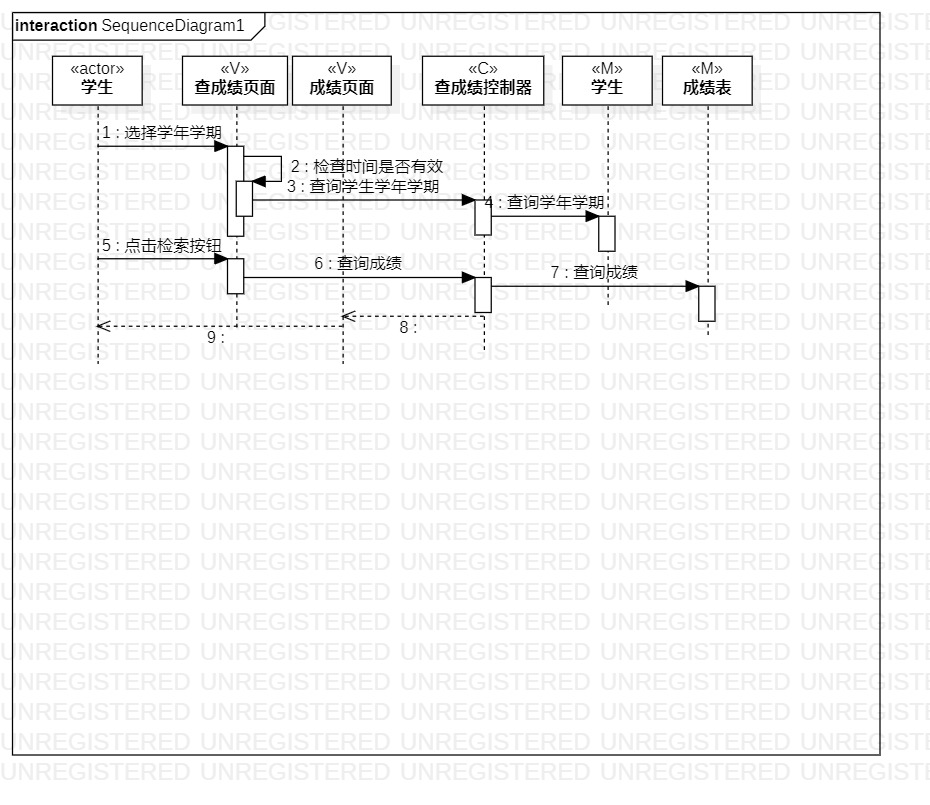 interaction SequenceDiagram1
«actor»
学生
«V»
查成绩页面
«V»
成绩页面
«C»
查成绩控制器
«M»
学生
«M»
成绩表
1 : 选择学年学期
2 : 检查时间是否有效
3 : 查询学生学年学期
4 : 查询学年学期
5 : 点击检索按钮
6 : 查询成绩
7 : 查询成绩
8 :
9 :
UNREGISTERED